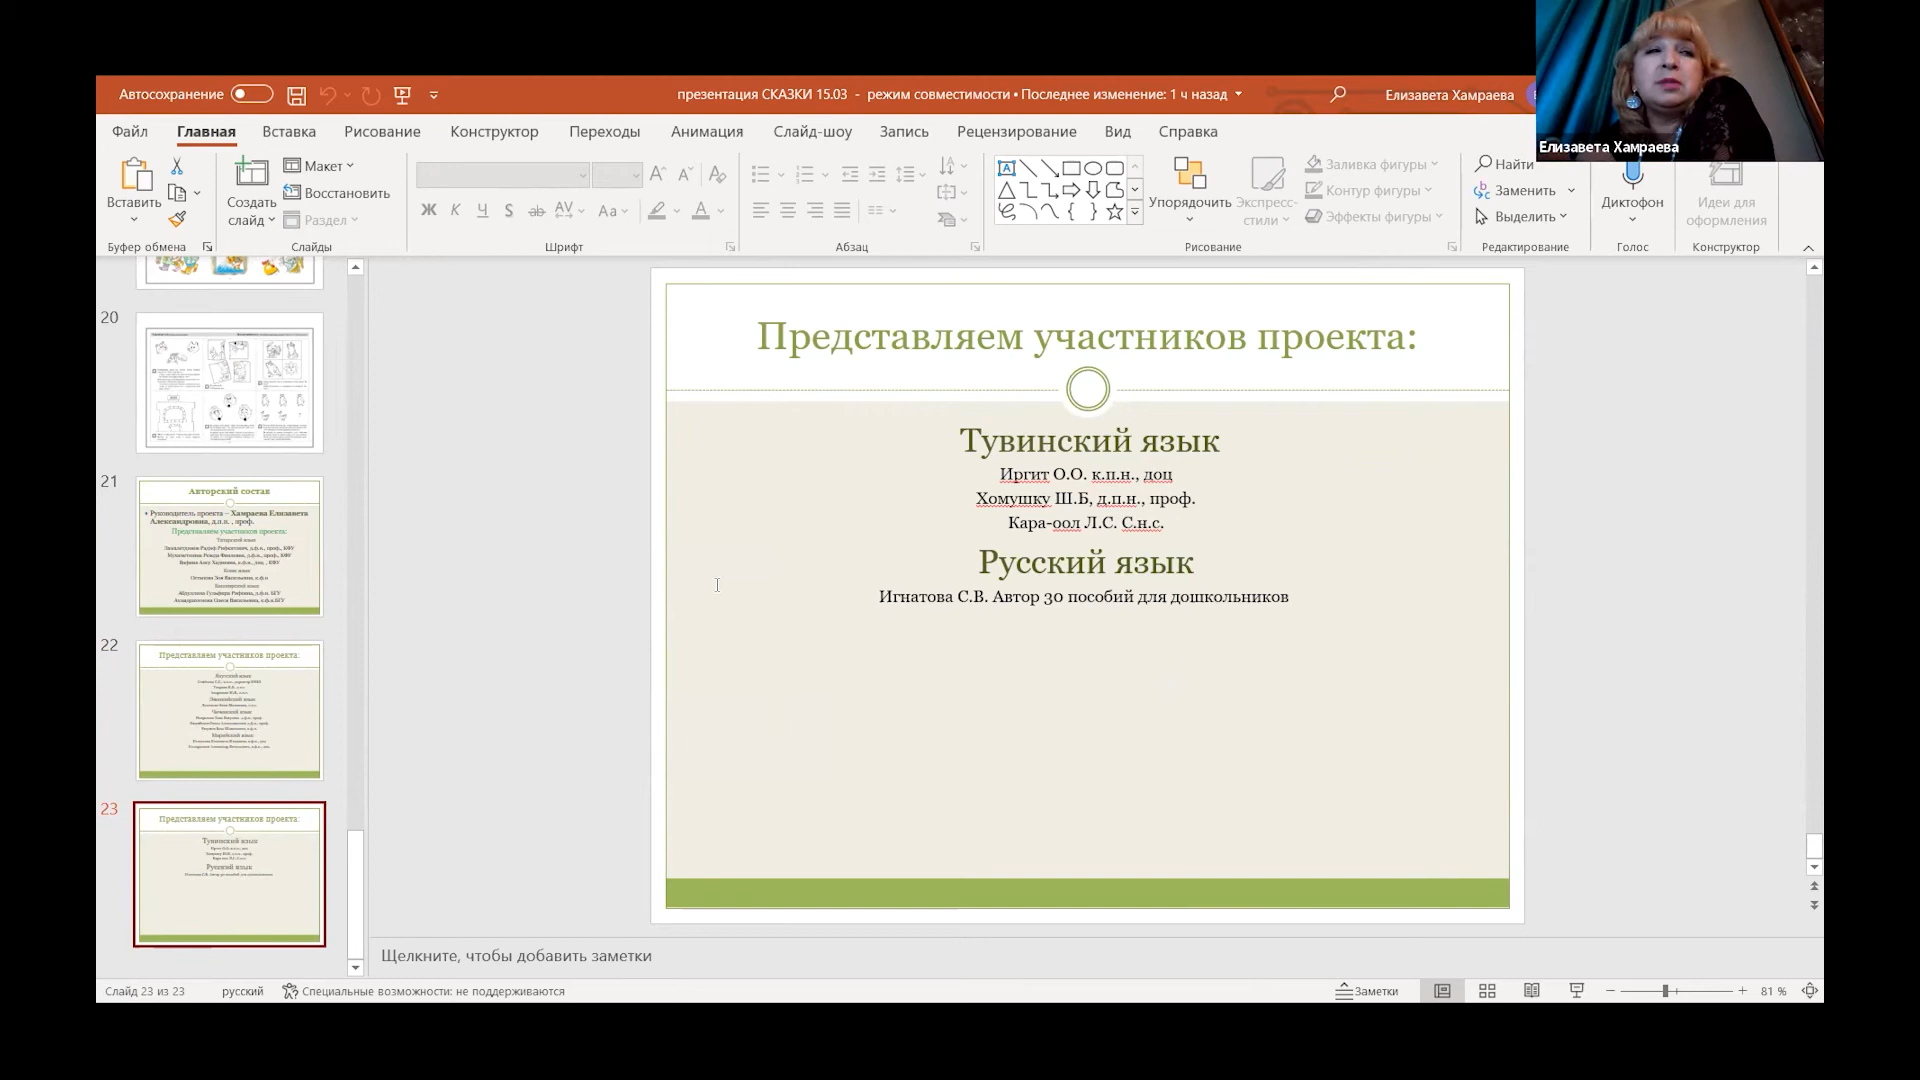 Автосохранение
презентация СКАЗКИ 15.03 - режим совместимости • Последнее изменение: 1 ч назад
Елизавета Хамраева
Елизавета Хамраева
Файл Главная Вставка Рисование Конструктор Переходы Анимация Слайд-шоу Запись Рецензирование Вид Справка
Вставить
Буфер обмена
Создать слайд
Макет
Восстановить
Раздел
Слайды
Ж К Ч S ab AV Aa А
Шрифт
Абзац
Упорядочить
Экспресс-стили
Заливка фигуры
Контур фигуры
Эффекты фигуры
Рисование
Найти
Заменить
Выделить
Редактирование
Диктофон
Голос
Идеи для оформления
Конструктор
20
21
Авторский состав
• Руководитель проекта – Хамраева Елизавета
Александровна, д.п.н. , проф.
Представляем участников проекта:
22
Представляем участников проекта:
23
Представляем участников проекта:
Тувинский язык
Русский язык
Представляем участников проекта:
Тувинский язык
Иргит О.О. к.п.н., доц
Хомушку Ш.Б, д.п.н., проф.
Кара-оол Л.С. С.н.с.
Русский язык
Игнатова С.В. Автор 30 пособий для дошкольников
Щелкните, чтобы добавить заметки
Слайд 23 из 23 русский Специальные возможности: не поддерживаются
Заметки
81 %